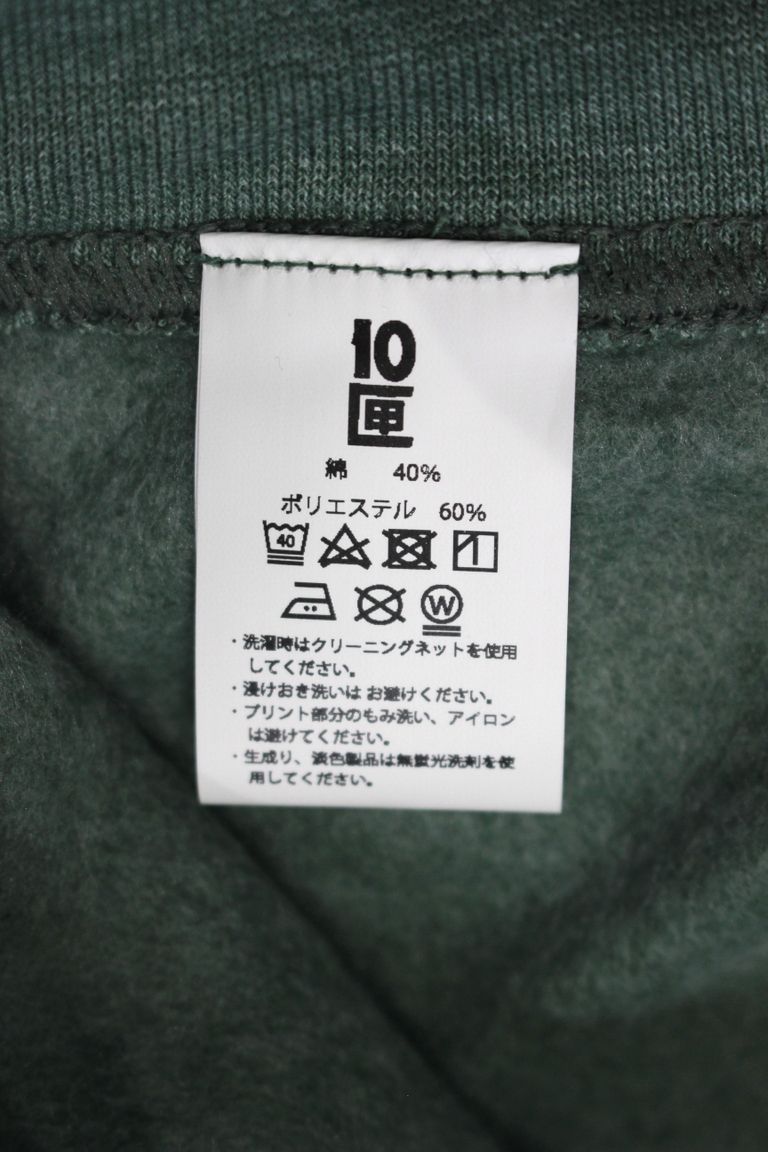 10
匣
綿 40%
ポリエステル 60%
40
W
・洗濯時はクリーニングネットを使用
してください。
・浸けおき洗いは お避けください。
・プリント部分のもみ洗い、アイロン
は避けてください。
・生成り、淡色製品は無蛍光洗剤を使
用してください。